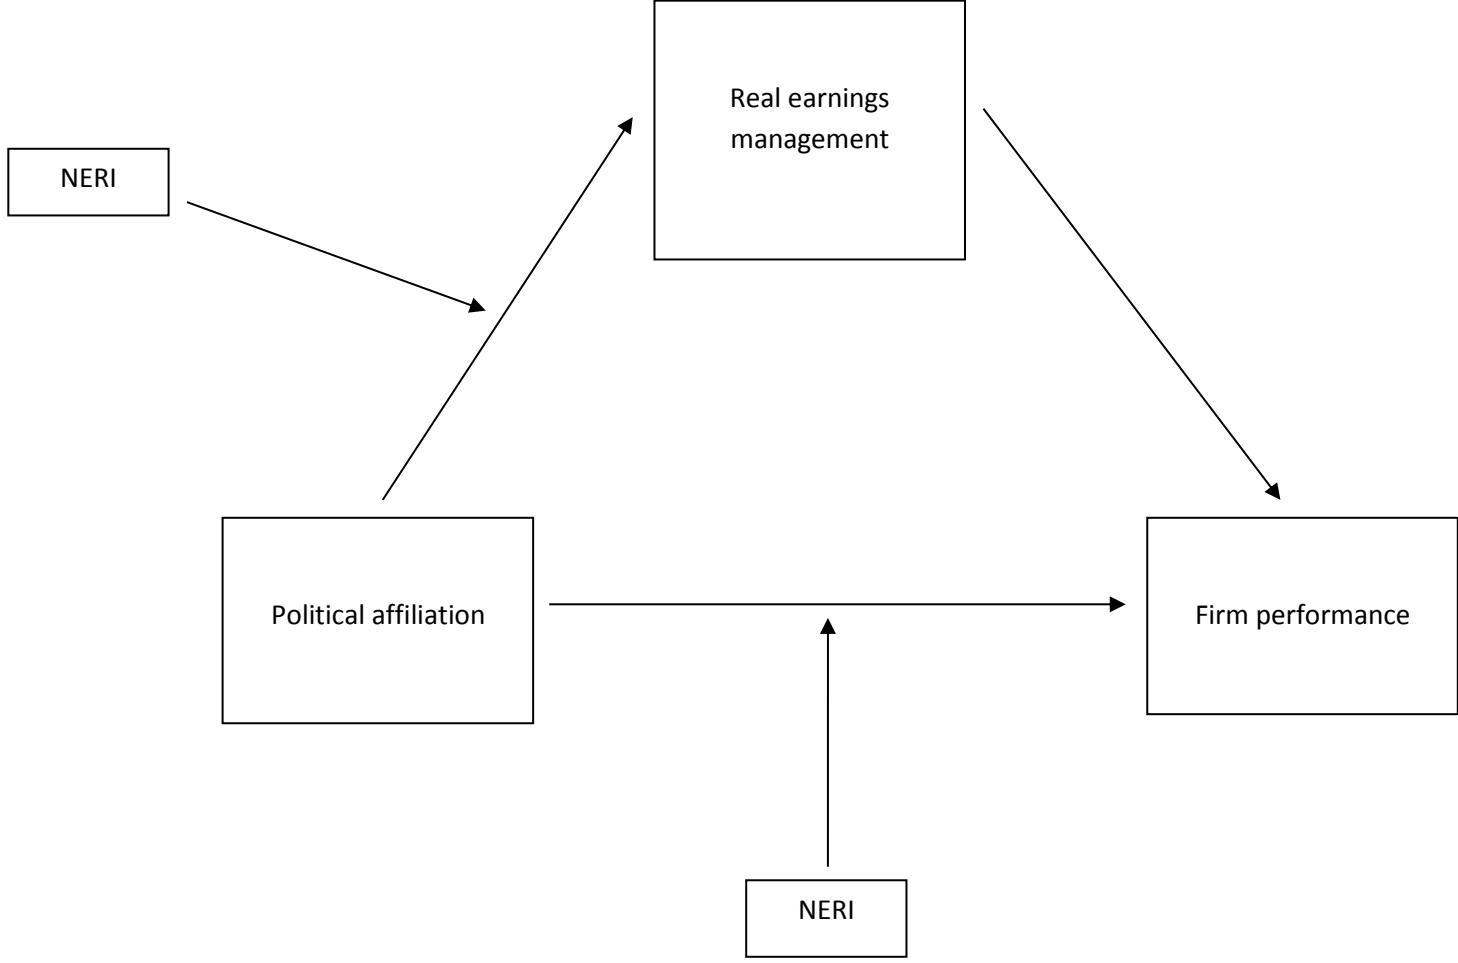 Real earnings
management
NERI
Political affiliation
Firm performance
NERI